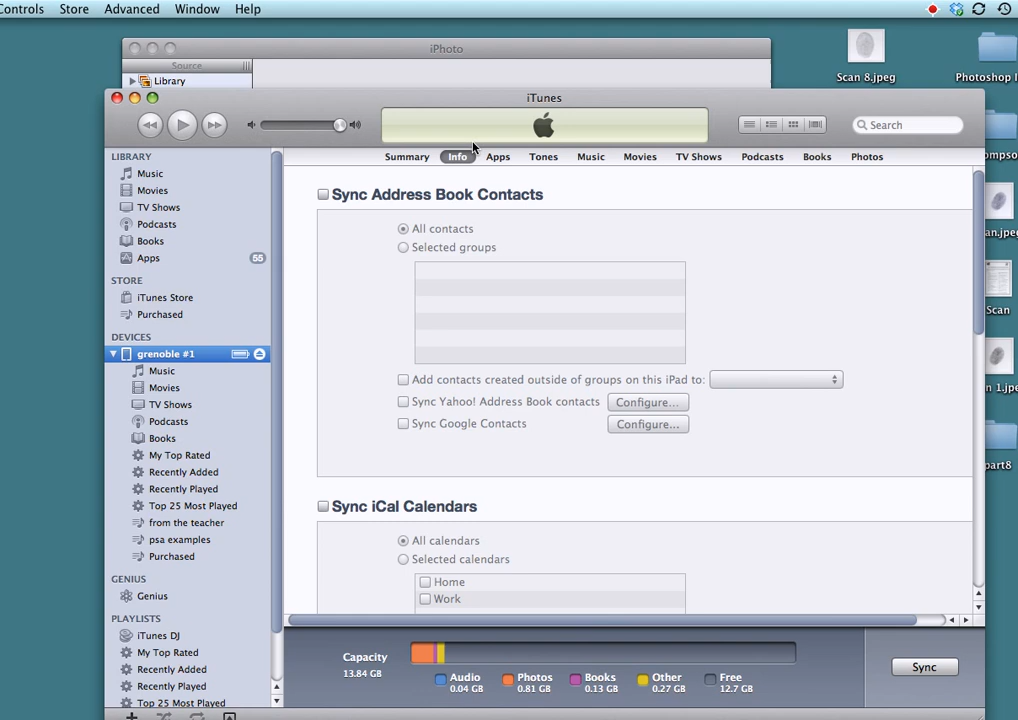 Controls Store Advanced Window Help
iPhoto
Source
Library
Scan 8.jpeg
iTunes
Search
Summary Info Apps Tones Music Movies TV Shows Podcasts Books Photos
LIBRARY
Music
Movies
TV Shows
Podcasts
Books
Apps 55
STORE
iTunes Store
Purchased
DEVICES
grenoble #1
Music
Movies
TV Shows
Podcasts
Books
My Top Rated
Recently Added
Recently Played
Top 25 Most Played
from the teacher
psa examples
Purchased
GENIUS
Genius
PLAYLISTS
iTunes DJ
My Top Rated
Recently Added
Recently Played
Top 25 Most Played
Sync Address Book Contacts
All contacts
Selected groups
Add contacts created outside of groups on this iPad to:
Sync Yahoo! Address Book contacts Configure...
Sync Google Contacts Configure...
Sync iCal Calendars
All calendars
Selected calendars
Home
Work
Capacity
13.84 GB
Audio
0.04 GB
Photos
0.81 GB
Books
0.13 GB
Other
0.27 GB
Free
12.7 GB
Sync
Photoshop
Scan
part8